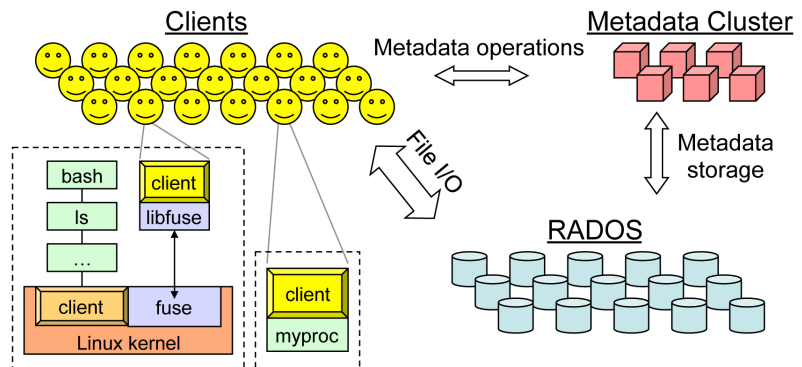 Clients
Metadata Cluster
Metadata operations
File I/O
Metadata
storage
RADOS
bash
ls
…
client
libfuse
client
fuse
Linux kernel
client
myproc